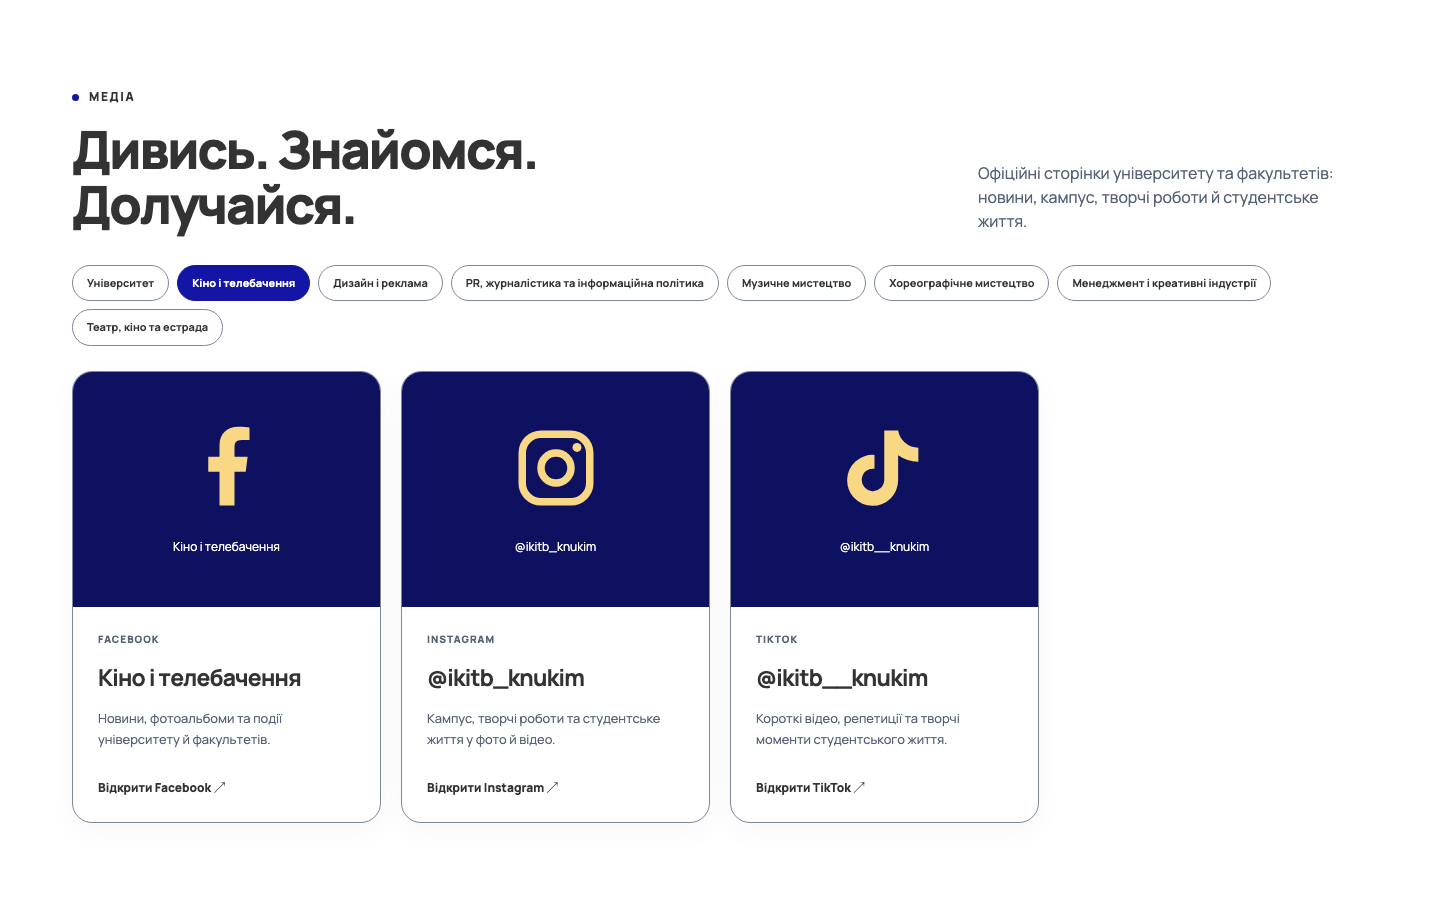 МЕДІА
Дивись. Знайомся.
Долучайся.
Офіційні сторінки університету та факультетів:
новини, кампус, творчі роботи й студентське
життя.
Університет
Кіно і телебачення
Дизайн і реклама
PR, журналістика та інформаційна політика
Музичне мистецтво
Хореографічне мистецтво
Менеджмент і креативні індустрії
Театр, кіно та естрада
Кіно і телебачення
FACEBOOK
Кіно і телебачення
Новини, фотоальбоми та події
університету й факультетів.
Відкрити Facebook ↗
@ikitb_knukim
INSTAGRAM
@ikitb_knukim
Кампус, творчі роботи та студентське
життя у фото й відео.
Відкрити Instagram ↗
@ikitb__knukim
TIKTOK
@ikitb__knukim
Короткі відео, репетиції та творчі
моменти студентського життя.
Відкрити TikTok ↗